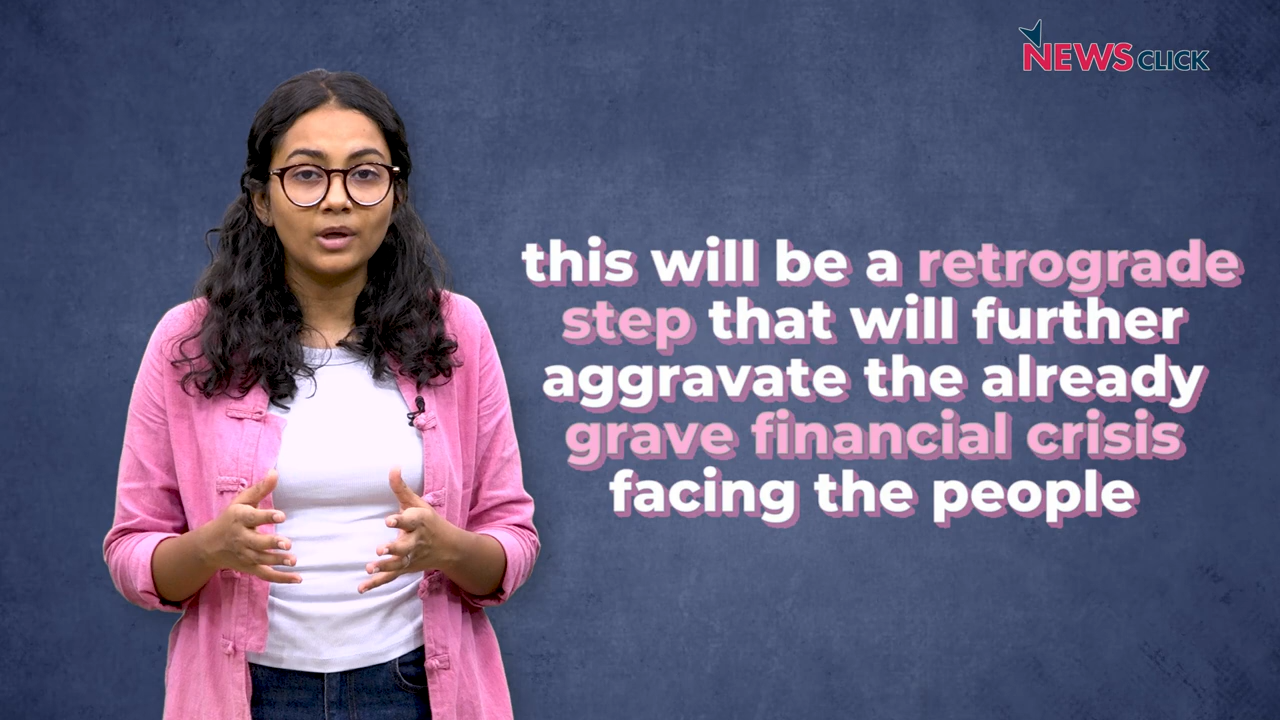 NEWSCLICK
this will be a retrograde
step that will further
aggravate the already
grave financial crisis
facing the people